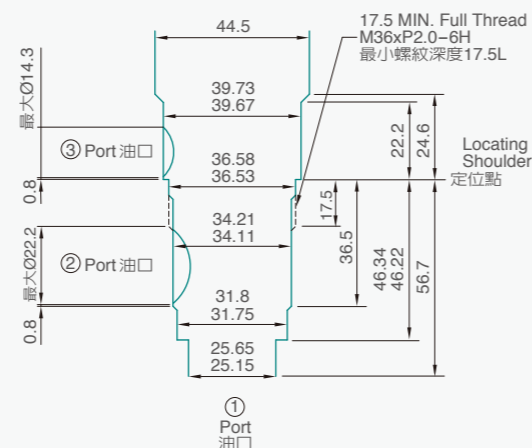 44.5
17.5 MIN. Full Thread
M36xP2.0-6H
最小螺紋深度17.5L
最大Ø14.3
39.73
39.67
22.2
24.6
Locating
Shoulder
定位點
③ Port 油口
36.58
36.53
0.8
17.5
34.21
34.11
36.5
46.34
46.22
56.7
最大Ø22.2
② Port 油口
31.8
31.75
0.8
25.65
25.15
①
Port
油口